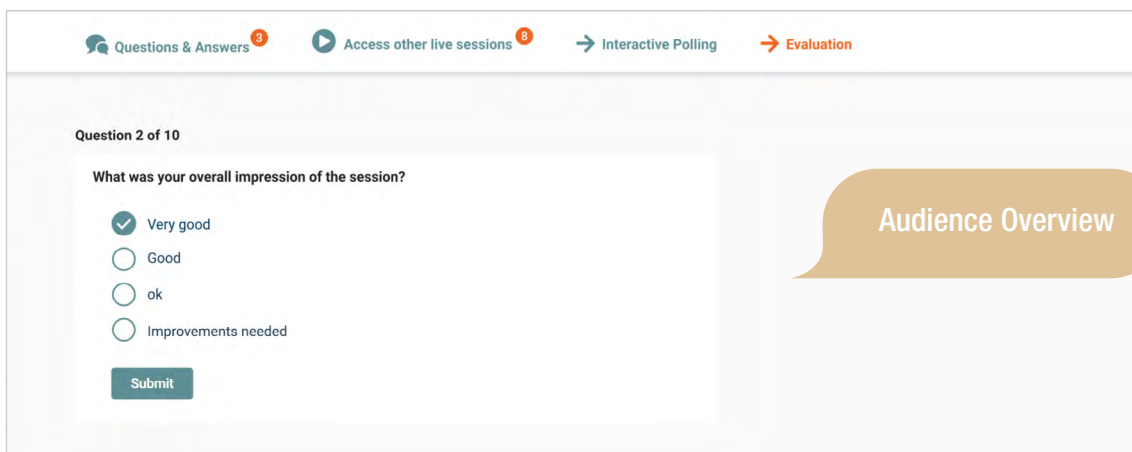 Questions & Answers 3 Access other live sessions 8 Interactive Polling Evaluation
Question 2 of 10
What was your overall impression of the session?
Very good
Good
ok
Improvements needed
Submit
Audience Overview